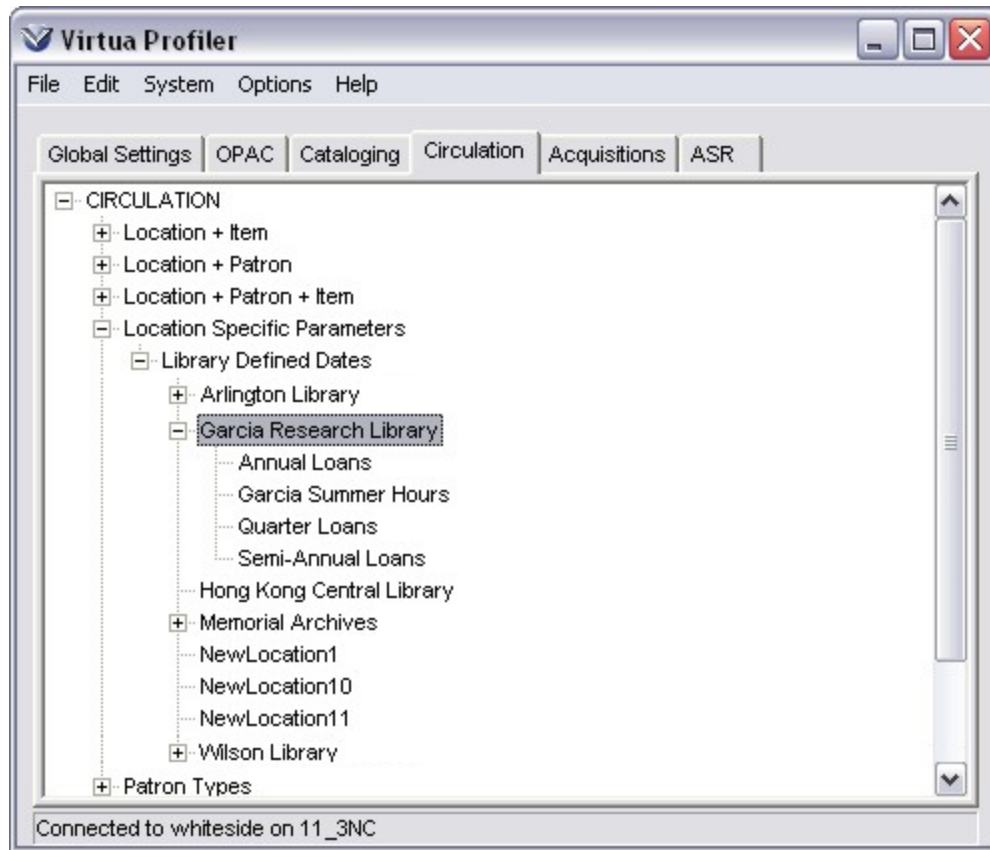 Virtua Profiler
File Edit System Options Help
Global Settings OPAC Cataloging Circulation Acquisitions ASR
CIRCULATION
Location + Item
Location + Patron
Location + Patron + Item
Location Specific Parameters
Library Defined Dates
Arlington Library
Garcia Research Library
Annual Loans
Garcia Summer Hours
Quarter Loans
Semi-Annual Loans
Hong Kong Central Library
Memorial Archives
NewLocation1
NewLocation10
NewLocation11
Wilson Library
Patron Types
Connected to whiteside on 11_3NC